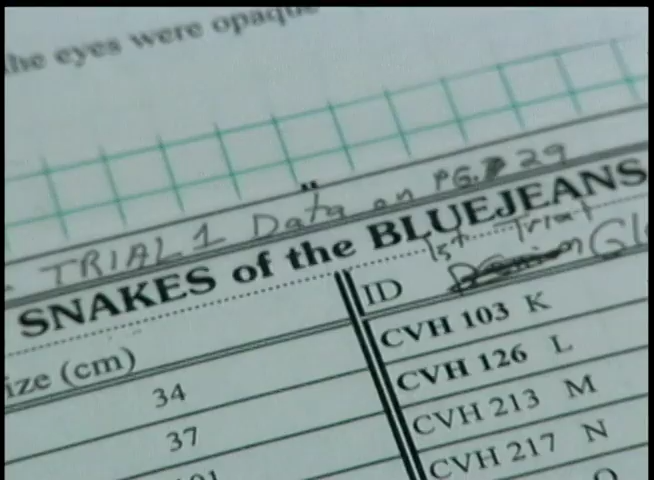 the eyes were opaque
TRIAL 1 Data on PG. 29
SNAKES of the BLUEJEANS
1st Trial
ize (cm)
ID
34
CVH 103 K
37
CVH 126 L
CVH 213 M
CVH 217 N